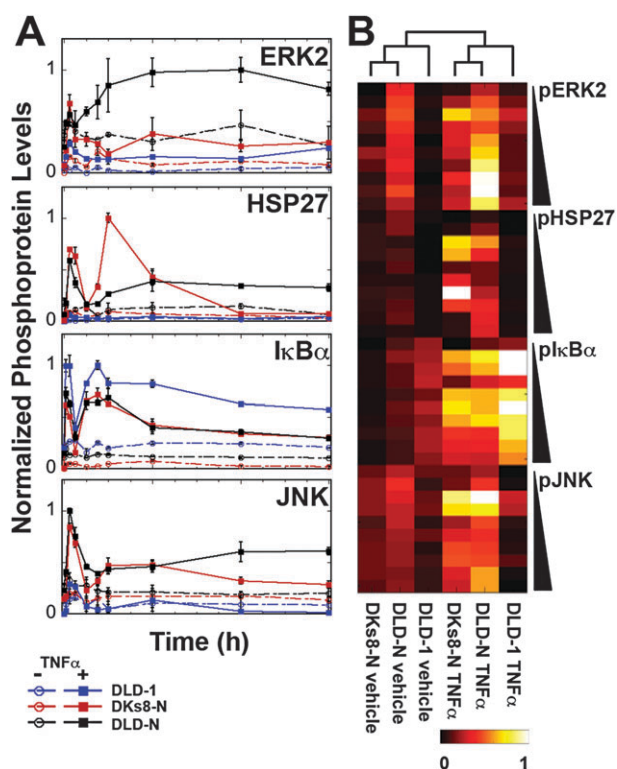 A
B
Normalized Phosphoprotein Levels
ERK2
1
0
HSP27
1
0
IκBα
1
0
JNK
1
0
Time (h)
TNFα
- +
DLD-1
DKs8-N
DLD-N
pERK2
pHSP27
pIκBα
pJNK
DKs8-N vehicle
DLD-N vehicle
DLD-1 vehicle
DKs8-N TNFα
DLD-N TNFα
DLD-1 TNFα
0 1